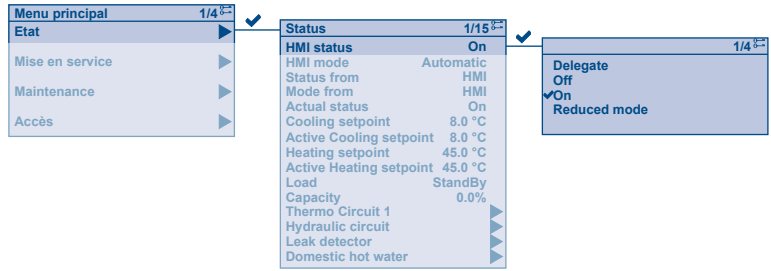 Menu principal 1/4
Etat
Mise en service
Maintenance
Accès
Status 1/15
HMI status On
HMI mode Automatic
Status from HMI
Mode from HMI
Actual status On
Cooling setpoint 8.0 °C
Active Cooling setpoint 8.0 °C
Heating setpoint 45.0 °C
Active Heating setpoint 45.0 °C
Load StandBy
Capacity 0.0%
Thermo Circuit 1
Hydraulic circuit
Leak detector
Domestic hot water
1/4
Delegate
Off
On
Reduced mode